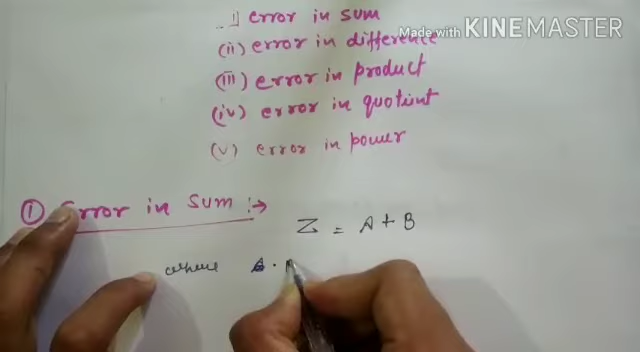 i) error in sum
Made with KINEMASTER
(ii) error in difference
(iii) error in product
(iv) error in quotient
(v) error in power
① Error in Sum :→
Z = A + B
where